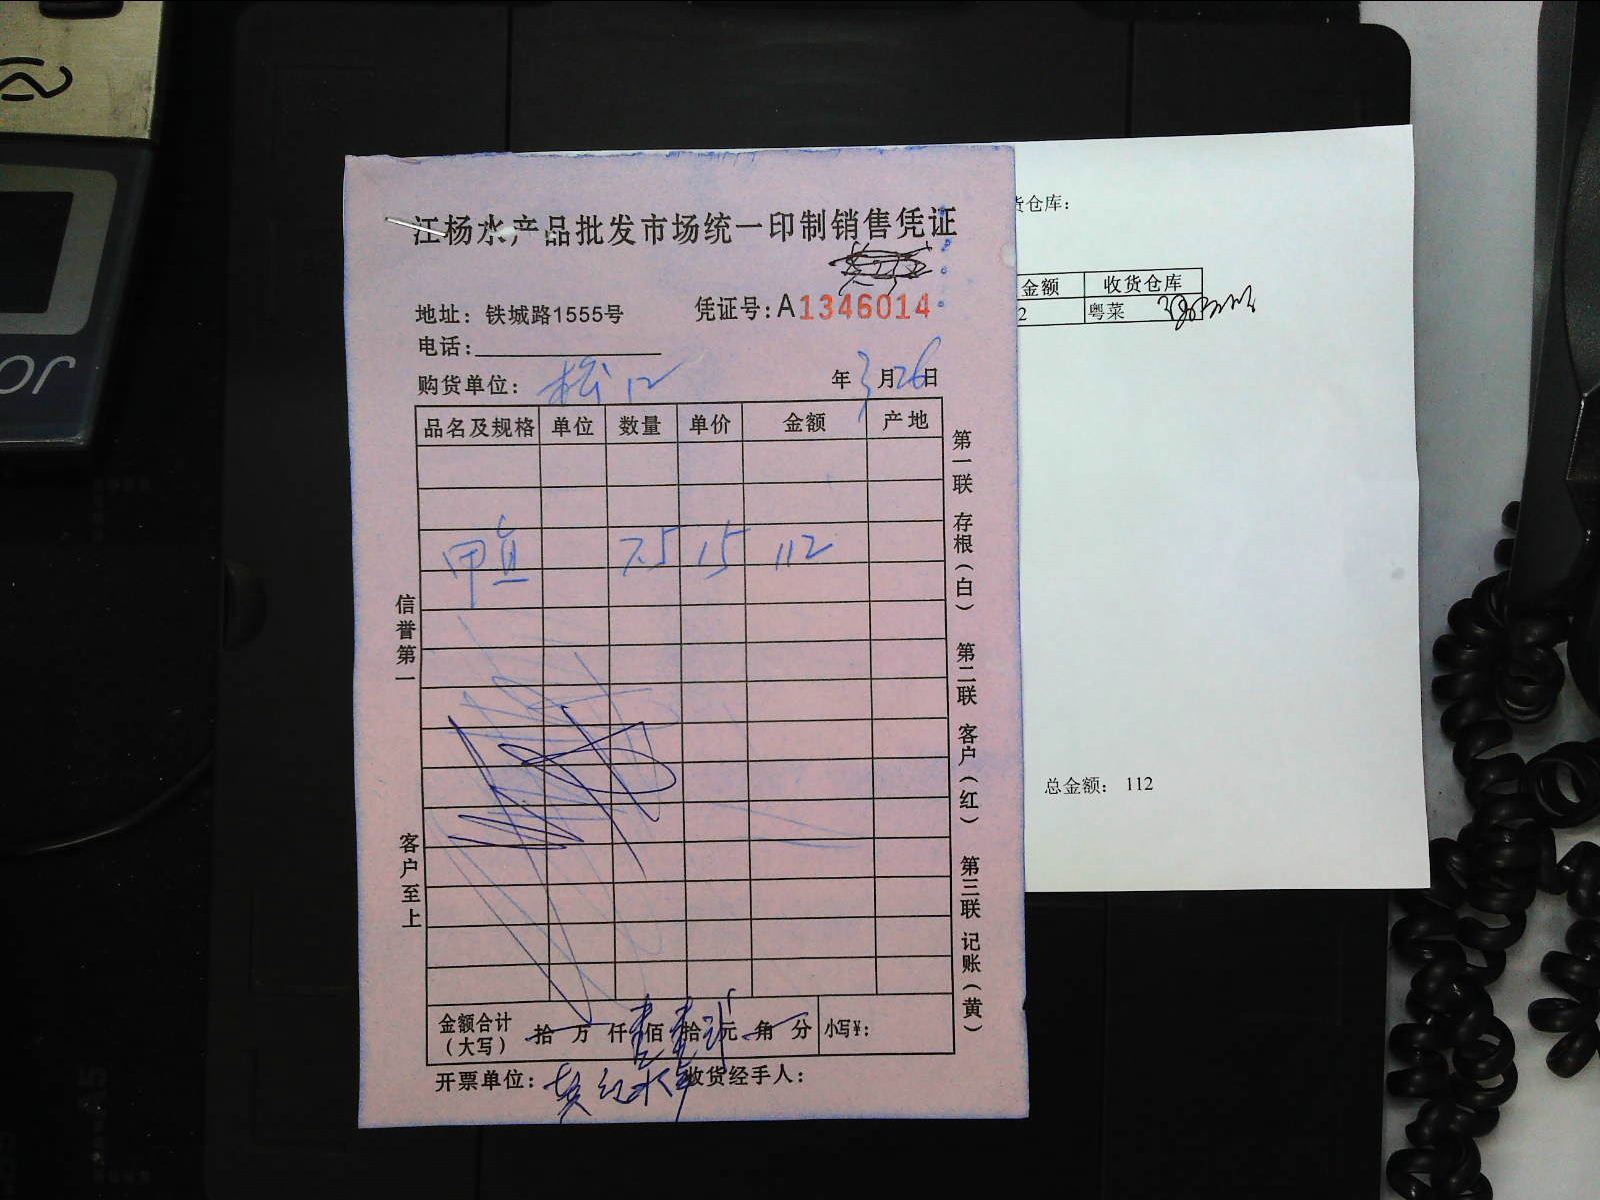 江杨水产品批发市场统一印制销售凭证
地址：铁城路1555号 凭证号：A1346014
电话：
购货单位： 年 3 月 26 日
品名及规格 单位 数量 单价 金额 产地
甲鱼 7.5 15 112
金额合计（大写） 拾 万 仟 壹 佰 壹 拾 贰 元 角 分 小写¥：
开票单位： 收货经手人：
信誉第一
客户至上
第一联 存根（白） 第二联 客户（红） 第三联 记账（黄）
货仓库：
金额 收货仓库
2 粤菜
总金额： 112